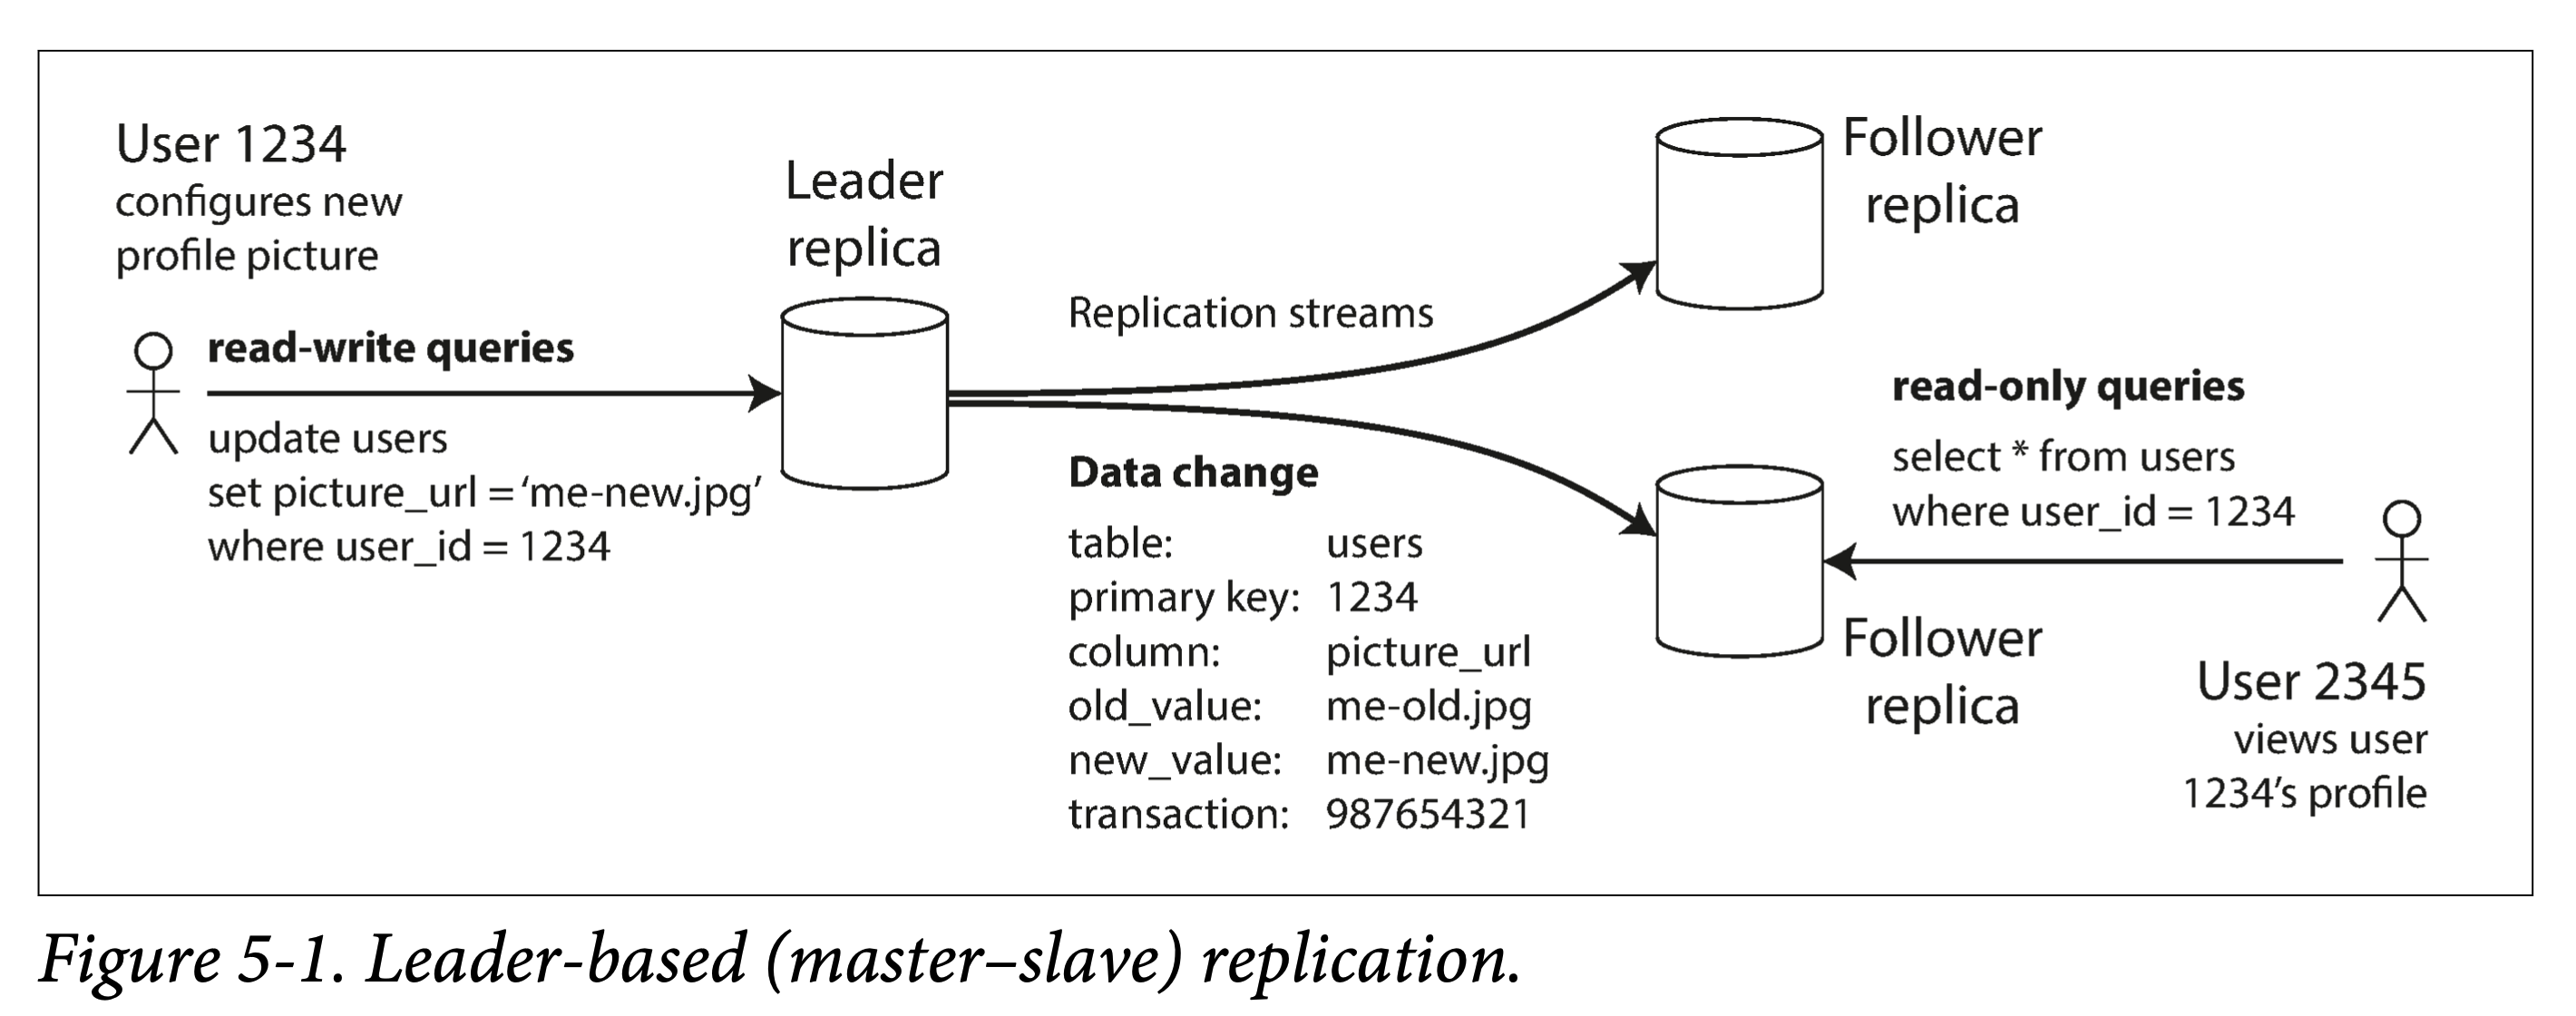 User 1234
configures new
profile picture
read-write queries
update users
set picture_url = ‘me-new.jpg’
where user_id = 1234
Leader
replica
Replication streams
Data change
table: users
primary key: 1234
column: picture_url
old_value: me-old.jpg
new_value: me-new.jpg
transaction: 987654321
Follower
replica
read-only queries
select * from users
where user_id = 1234
Follower
replica
User 2345
views user
1234’s profile
Figure 5-1. Leader-based (master–slave) replication.